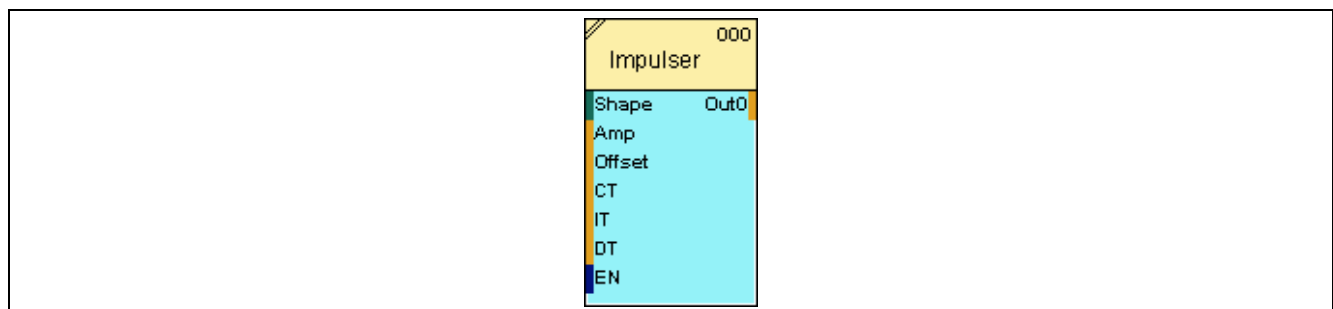 000
Impulser
Shape Out0
Amp
Offset
CT
IT
DT
EN